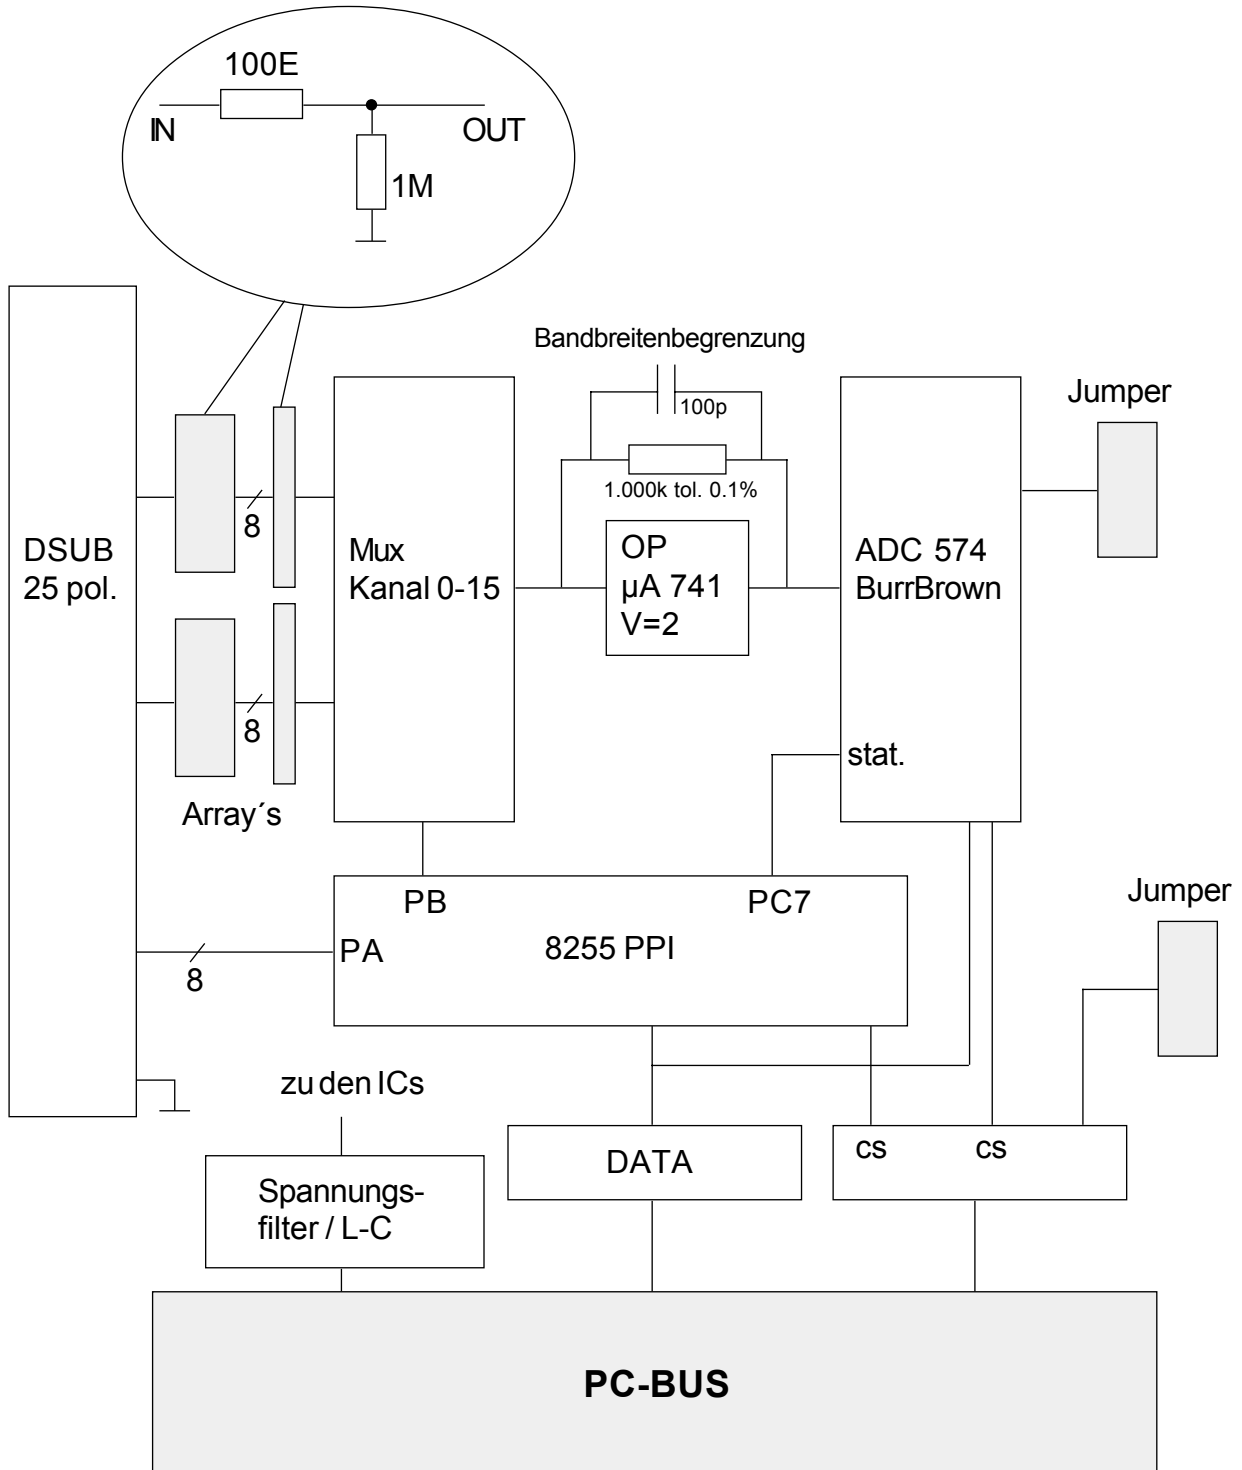 100E
IN
OUT
1M
Bandbreitenbegrenzung
100p
1.000k tol. 0.1%
Jumper
DSUB
25 pol.
8
8
Mux
Kanal 0-15
OP
µA 741
V=2
ADC 574
BurrBrown
stat.
Array´s
PB
PC7
PA
8255 PPI
8
Jumper
zu den ICs
Spannungs-
filter / L-C
DATA
cs
cs
PC-BUS